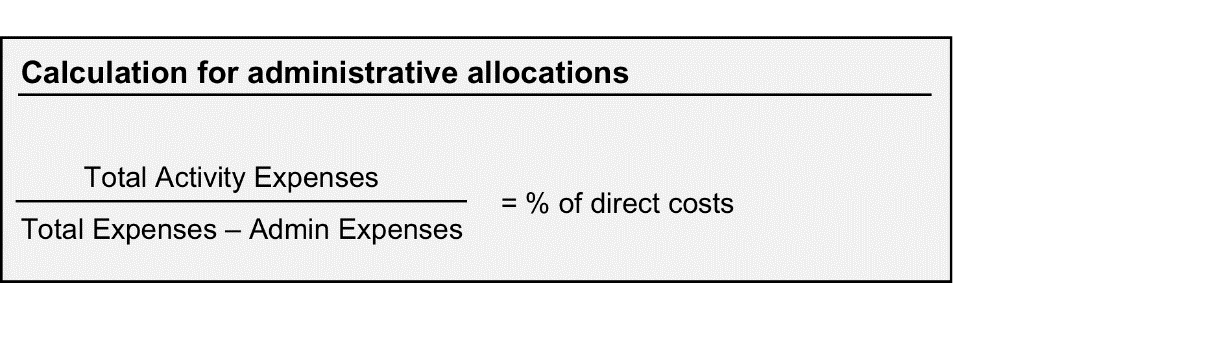 Calculation for administrative allocations
Total Activity Expenses
= % of direct costs
Total Expenses – Admin Expenses